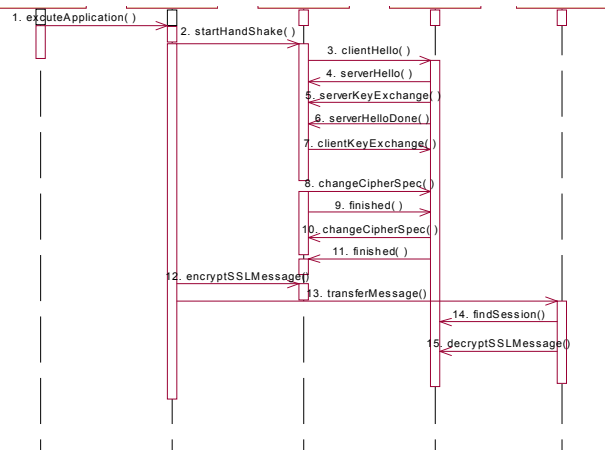 1. excuteApplication( )
2. startHandShake( )
3. clientHello( )
4. serverHello( )
5. serverKeyExchange( )
6. serverHelloDone( )
7. clientKeyExchange( )
8. changeCipherSpec( )
9. finished( )
10. changeCipherSpec( )
11. finished( )
12. encryptSSLMessage()
13. transferMessage()
14. findSession()
15. decryptSSLMessage()